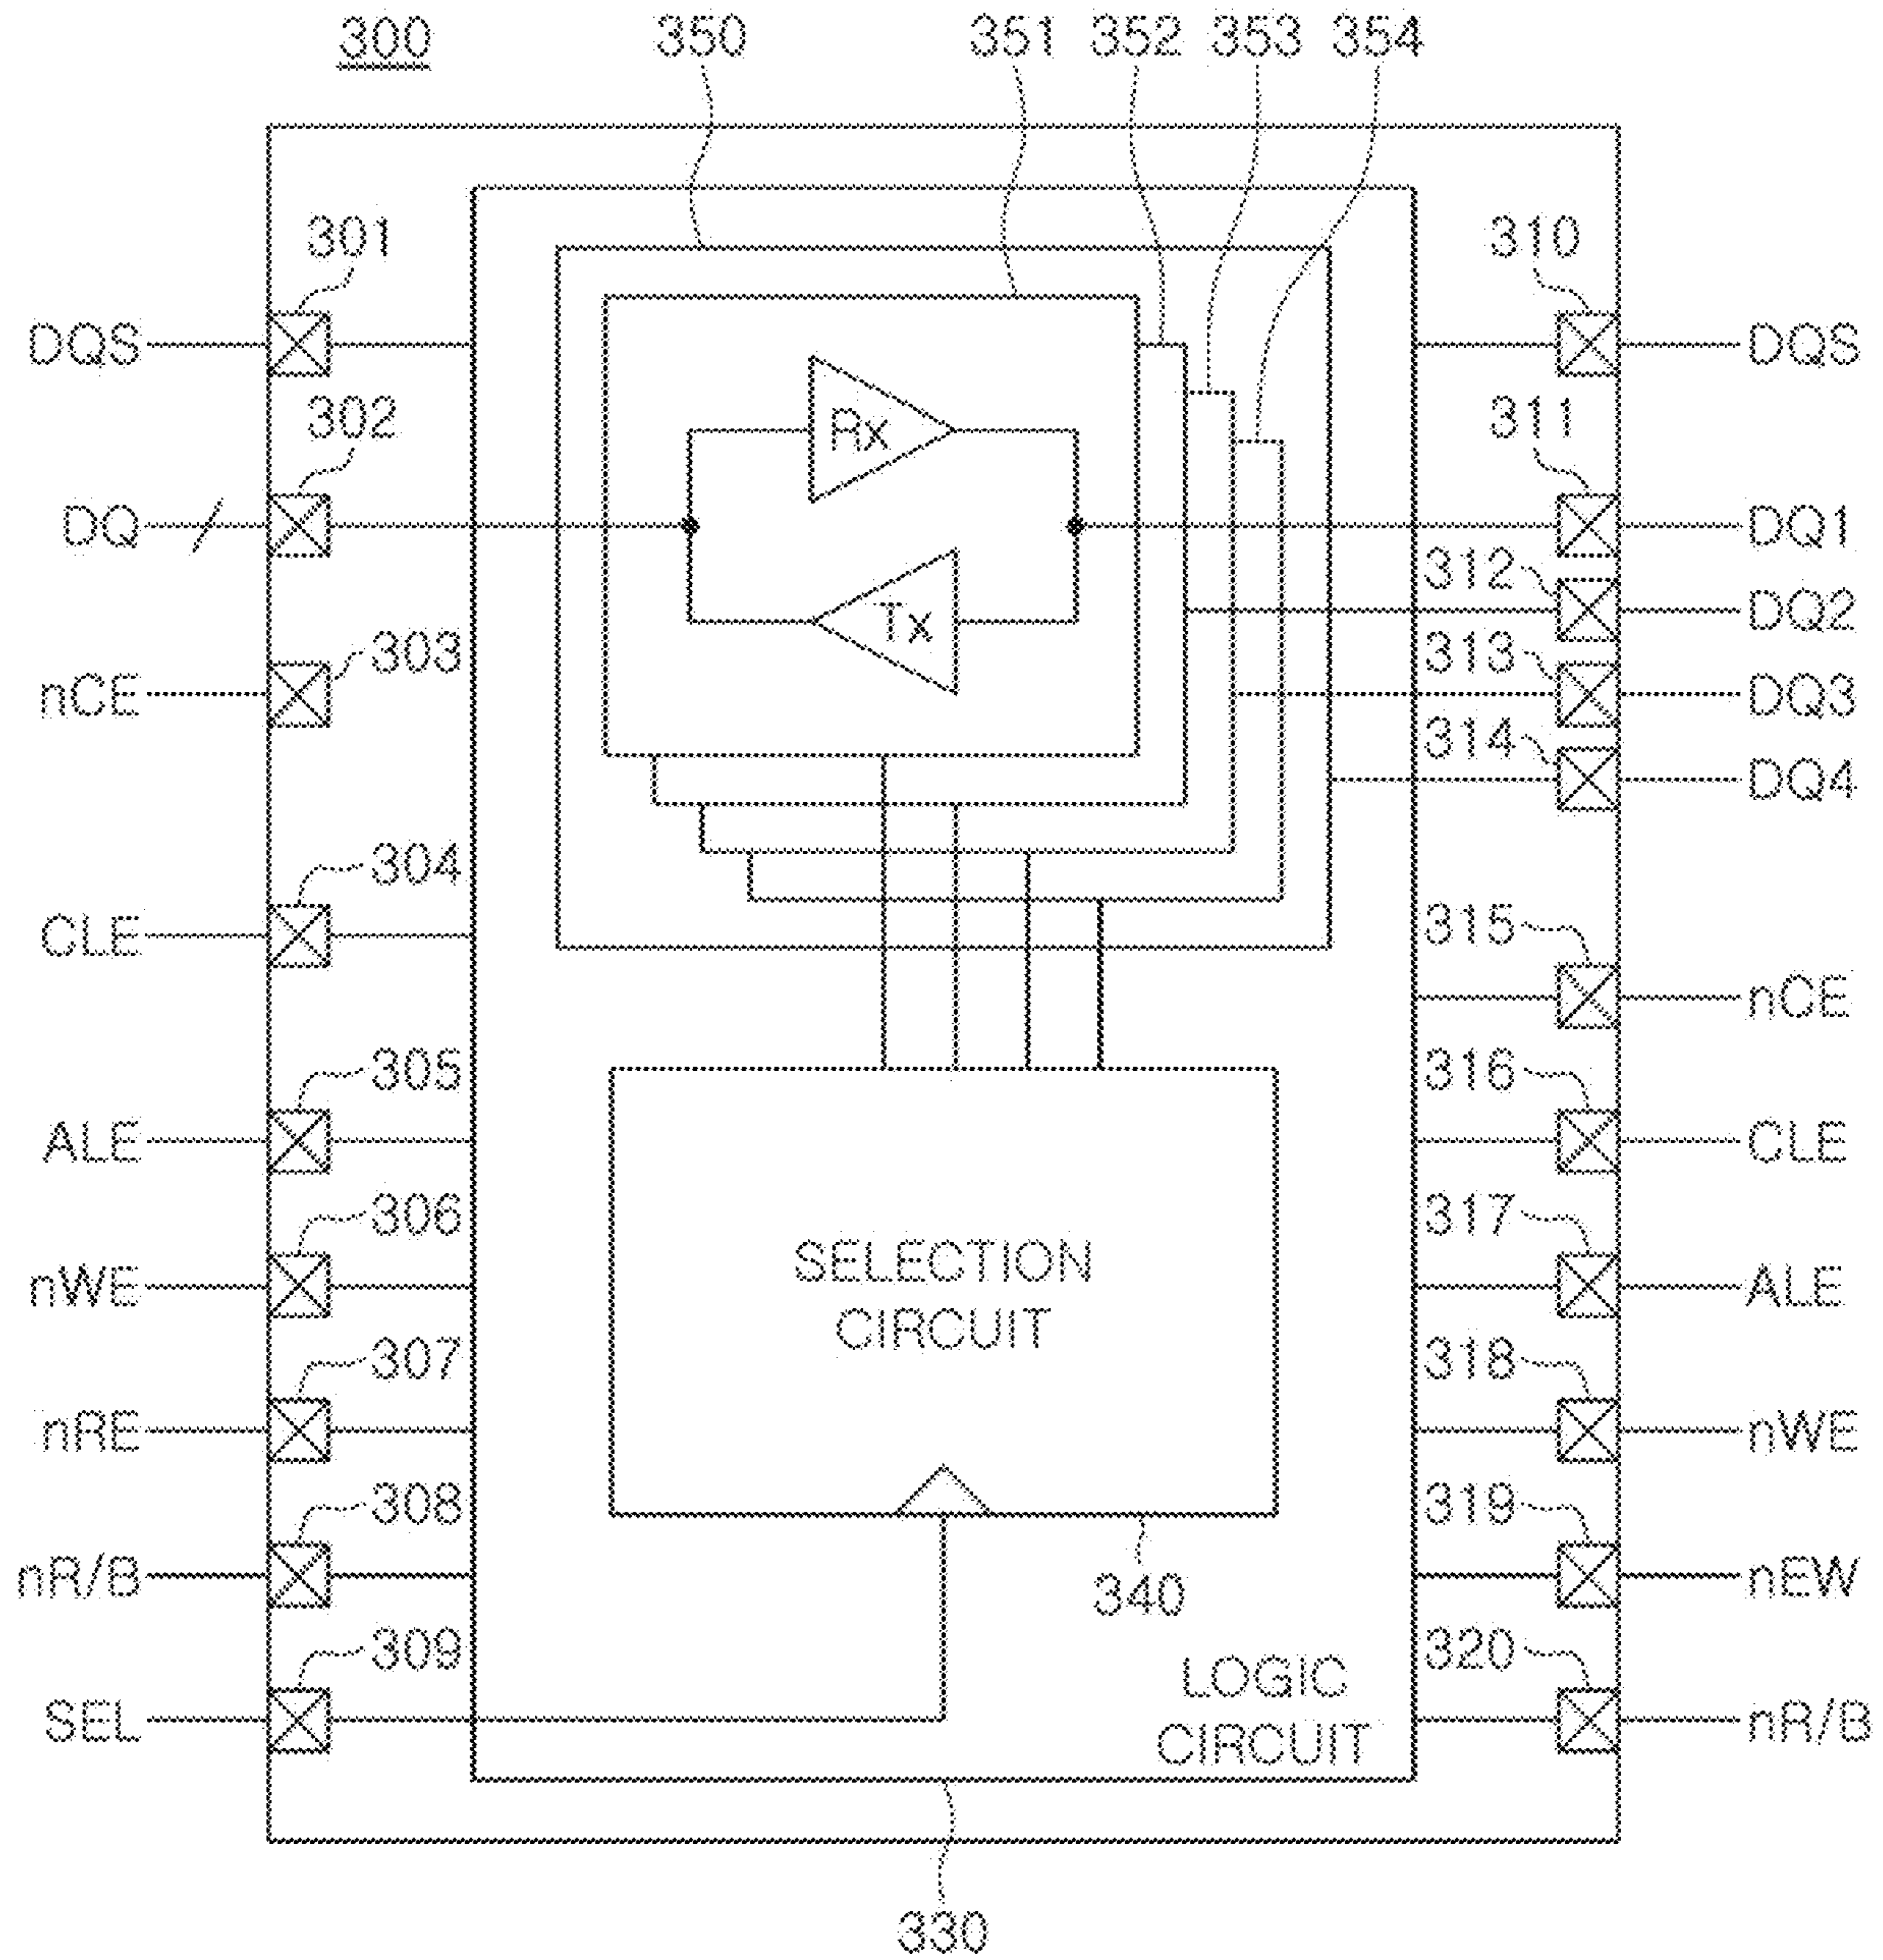 300
350
351
352
353
354
301
310
DQS
DQS
302
311
DQ
Rx
DQ1
312
DQ2
Tx
303
313
nCE
DQ3
314
DQ4
304
315
CLE
nCE
305
316
ALE
CLE
306
317
nWE
SELECTION
CIRCUIT
ALE
307
318
nRE
nWE
308
319
nR/B
340
nEW
309
320
SEL
LOGIC
CIRCUIT
nR/B
330